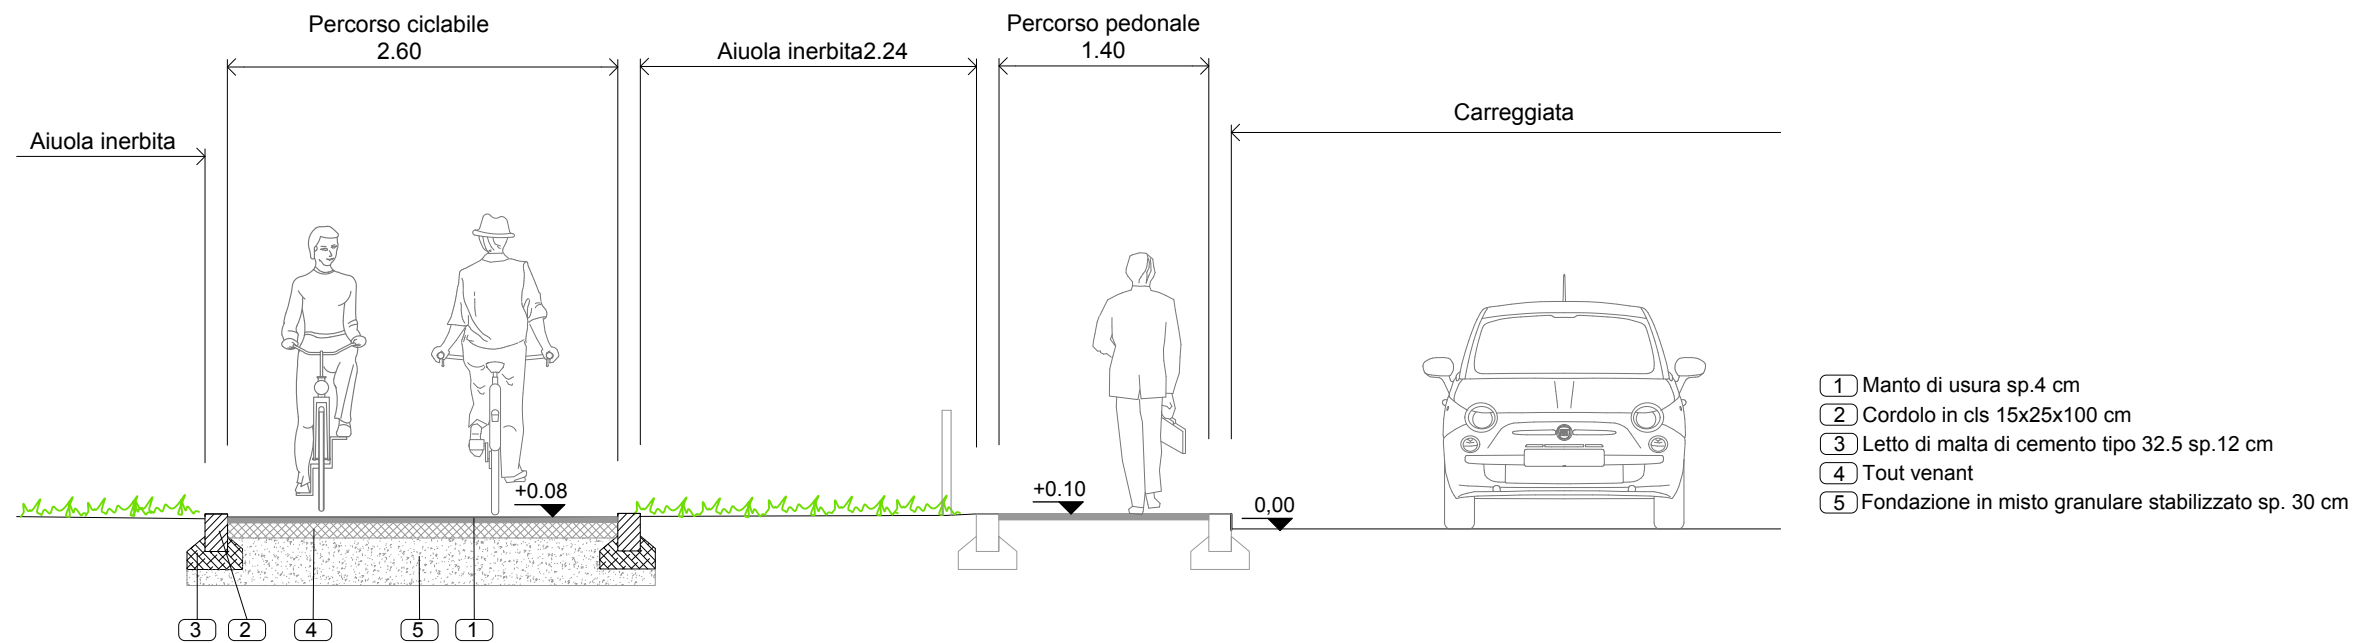 Percorso ciclabile
2.60
Aiuola inerbita2.24
Percorso pedonale
1.40
Carreggiata
Aiuola inerbita
+0.08
+0.10
0,00
1 Manto di usura sp.4 cm
2 Cordolo in cls 15x25x100 cm
3 Letto di malta di cemento tipo 32.5 sp.12 cm
4 Tout venant
5 Fondazione in misto granulare stabilizzato sp. 30 cm
3 2 4 5 1